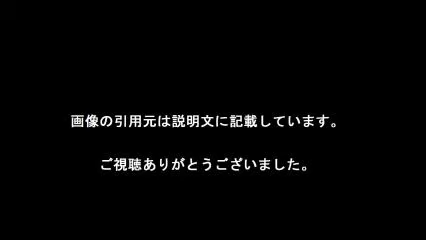 画像の引用元は説明文に記載しています。
ご視聴ありがとうございました。